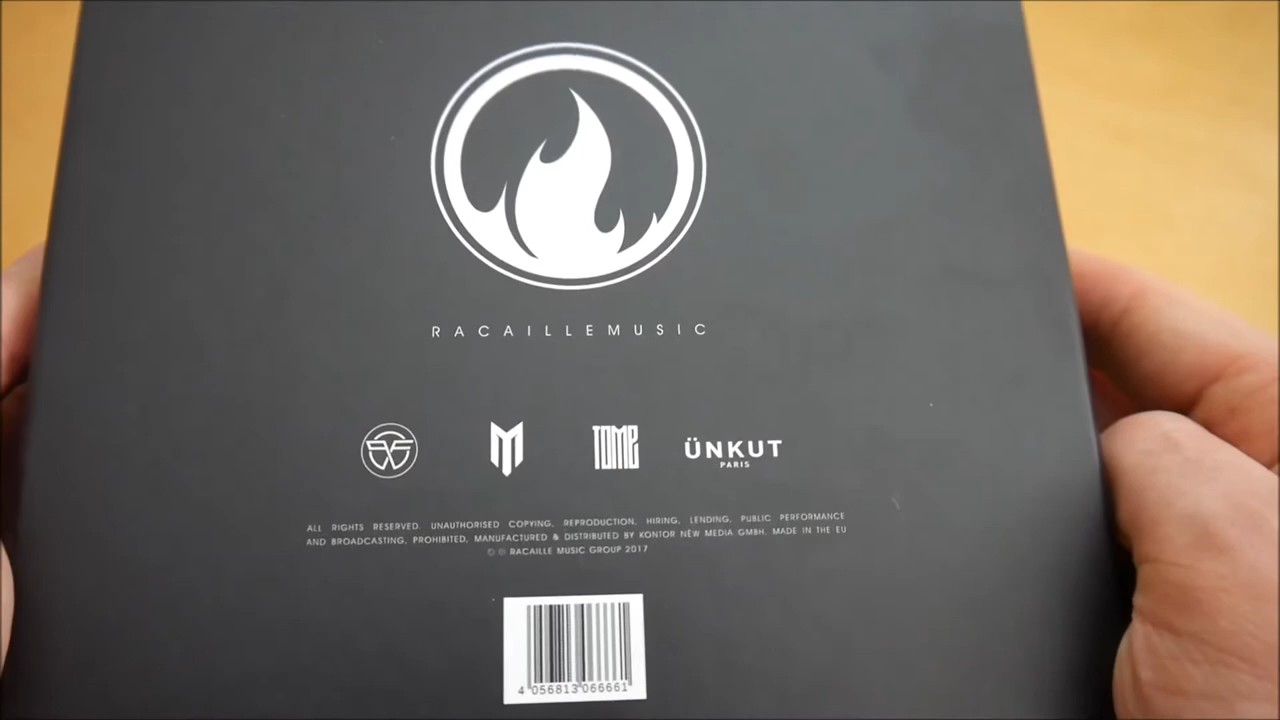 RACAILLEMUSIC
TOME
ÜNKUT
PARIS
ALL RIGHTS RESERVED. UNAUTHORISED COPYING, REPRODUCTION, HIRING, LENDING, PUBLIC PERFORMANCE
AND BROADCASTING, PROHIBITED. MANUFACTURED & DISTRIBUTED BY KONTOR NEW MEDIA GMBH. MADE IN THE EU
© ℗ RACAILLE MUSIC GROUP 2017
4 056813 066661